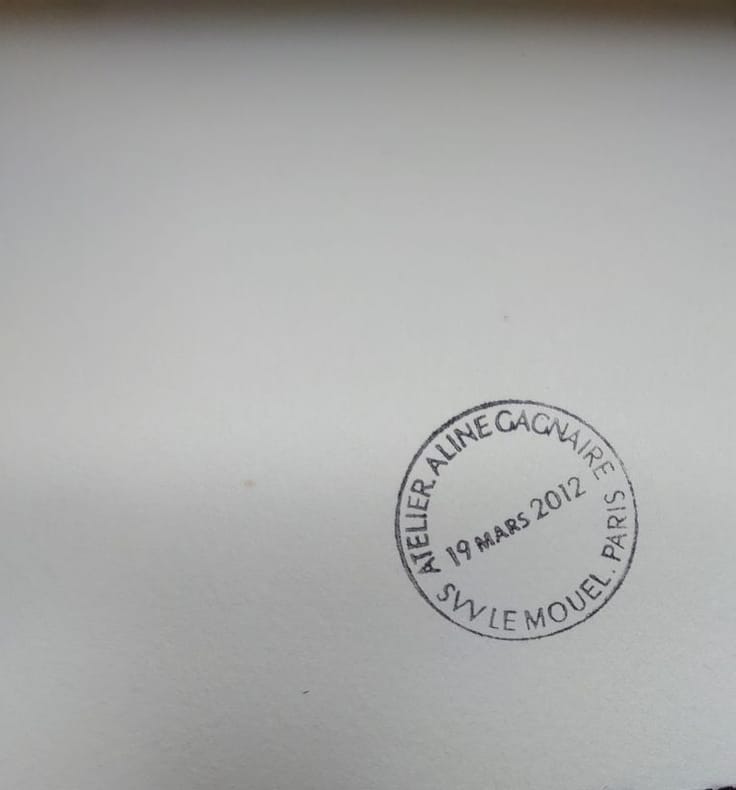 ATELIER. ALINE GAGNAIRE
19 MARS 2012
SVV LE MOUEL. PARIS